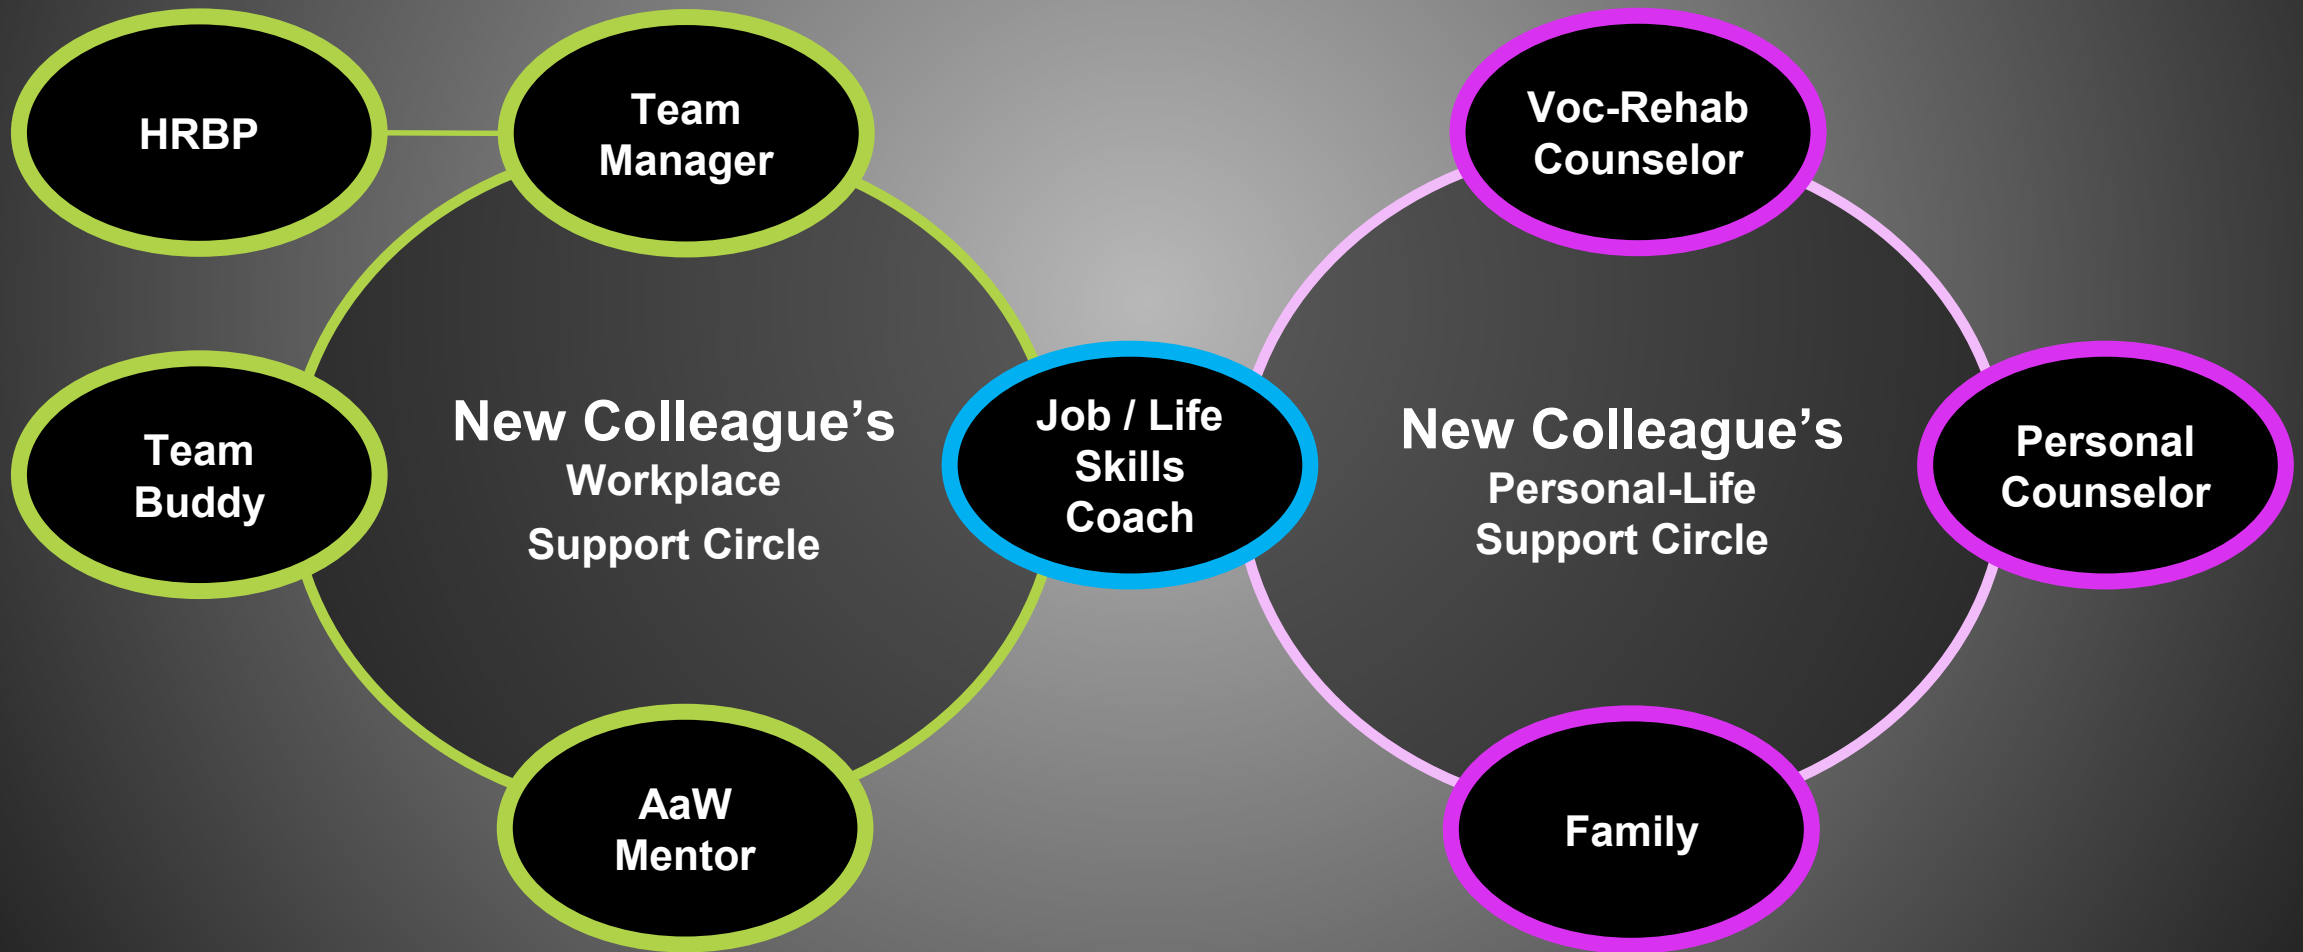 HRBP
Team
Manager
Voc-Rehab
Counselor
Team
Buddy
New Colleague’s
Workplace
Support Circle
Job / Life
Skills
Coach
New Colleague’s
Personal-Life
Support Circle
Personal
Counselor
AaW
Mentor
Family